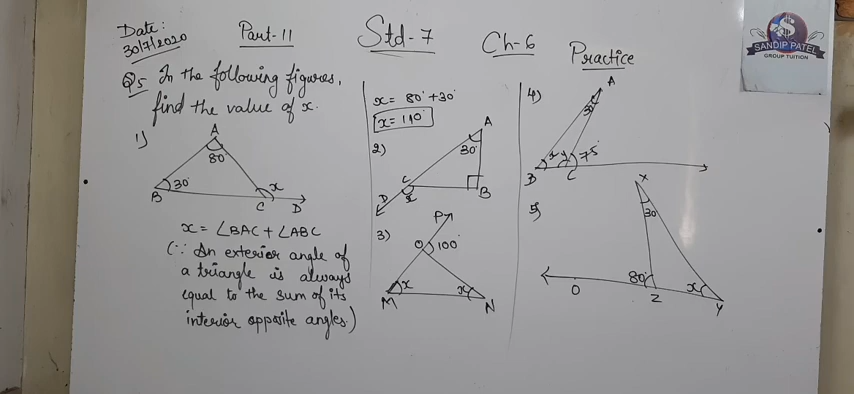 Date:
30/7/2020
Part-11
Std-7
Ch-6
Practice
SANDIP PATEL
GROUP TUITION
Q5 In the following figures,
find the value of x.
1)
A
80
B
30°
C
x
D
x = ∠BAC + ∠ABC
(∵ An exterior angle of
a triangle is always
equal to the sum of its
interior opposite angles.)
x = 80° + 30°
x = 110°
2)
A
30°
C
x
B
D
3)
P
O
100°
M
x
x
N
4)
A
30
B
x
y
75°
C
5)
X
30
80°
O
Z
x
Y